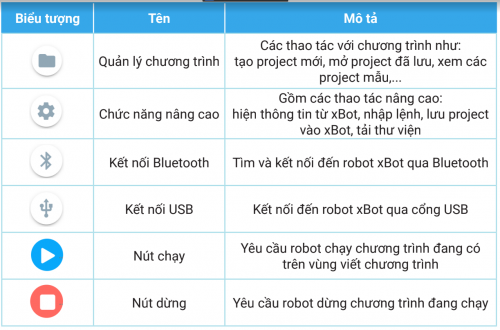 Biểu tượng Tên Mô tả
Quản lý chương trình
Các thao tác với chương trình như:
tạo project mới, mở project đã lưu, xem các
project mẫu,...
Chức năng nâng cao
Gồm các thao tác nâng cao:
hiện thông tin từ xBot, nhập lệnh, lưu project
vào xBot, tải thư viện
Kết nối Bluetooth
Tìm và kết nối đến robot xBot qua Bluetooth
Kết nối USB
Kết nối đến robot xBot qua cổng USB
Nút chạy
Yêu cầu robot chạy chương trình đang có
trên vùng viết chương trình
Nút dừng
Yêu cầu robot dừng chương trình đang chạy